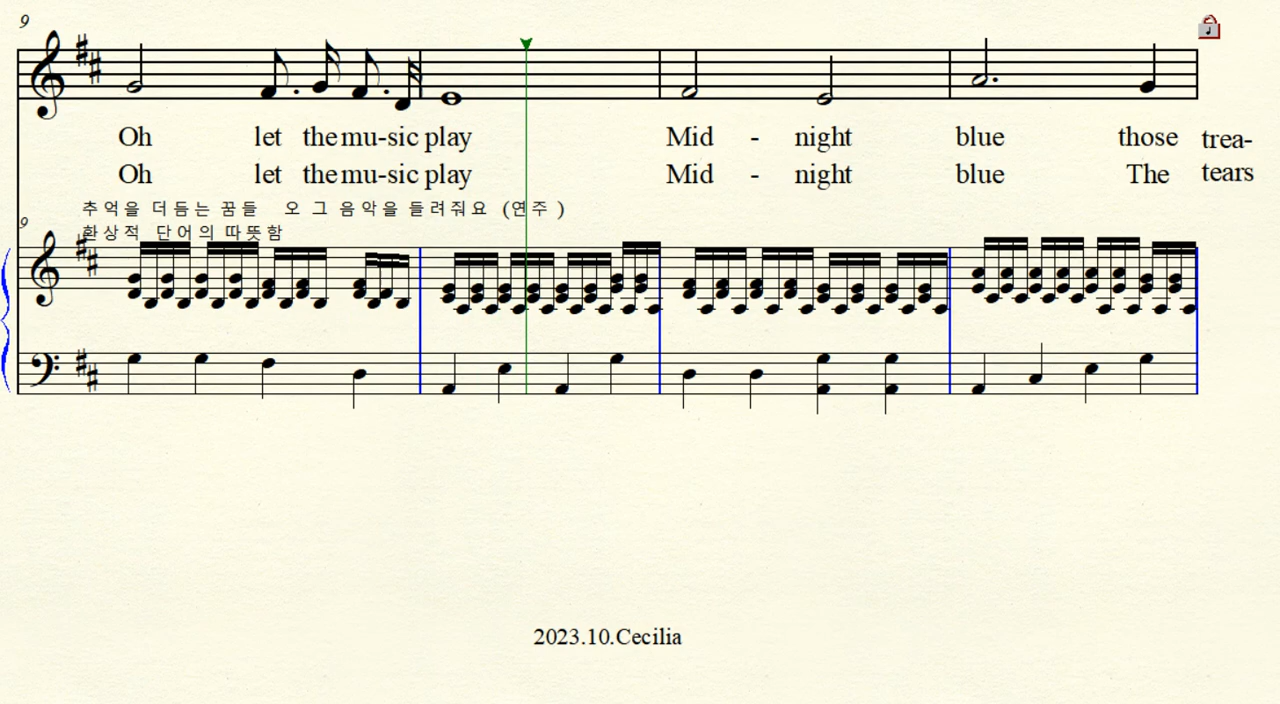 9
Oh let the mu-sic play Mid - night blue those trea-
Oh let the mu-sic play Mid - night blue The tears
추억을 더듬는 꿈들 오 그 음악을 들려줘요 (연주)
9
환상적 단어의 따뜻함
2023.10.Cecilia